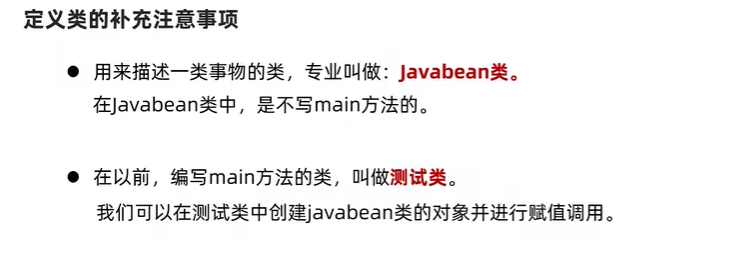 定义类的补充注意事项
● 用来描述一类事物的类，专业叫做：Javabean类。
在Javabean类中，是不写main方法的。
● 在以前，编写main方法的类，叫做测试类。
我们可以在测试类中创建javabean类的对象并进行赋值调用。